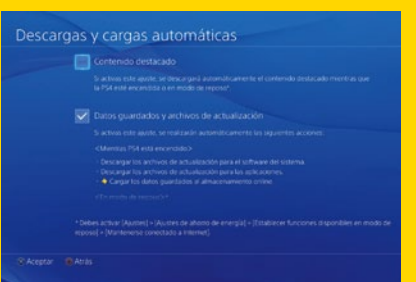 Descargas y cargas automáticas
Contenido destacado
Si activas este ajuste, se descargará automáticamente el contenido destacado mientras que
la PS4 esté encendida o en modo de reposo*.
Datos guardados y archivos de actualización
Si activas este ajuste, se realizarán automáticamente las siguientes acciones:
<Mientras PS4 está encendido>
- Descargar los archivos de actualización para el software del sistema.
- Descargar los archivos de actualización para las aplicaciones.
- Cargar los datos guardados al almacenamiento online.
<En modo de reposo>*
* Debes activar [Ajustes] > [Ajustes de ahorro de energía] > [Establecer funciones disponibles en modo de
reposo] > [Mantenerse conectado a Internet]
Aceptar Atrás